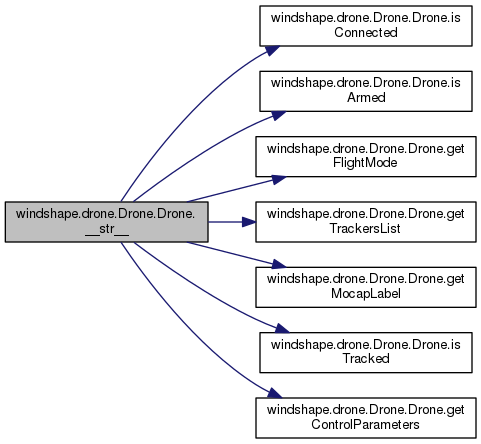 windshape.drone.Drone.Drone.is
Connected
windshape.drone.Drone.Drone.is
Armed
windshape.drone.Drone.Drone.get
FlightMode
windshape.drone.Drone.Drone.
__str__
windshape.drone.Drone.Drone.get
TrackersList
windshape.drone.Drone.Drone.get
MocapLabel
windshape.drone.Drone.Drone.is
Tracked
windshape.drone.Drone.Drone.get
ControlParameters